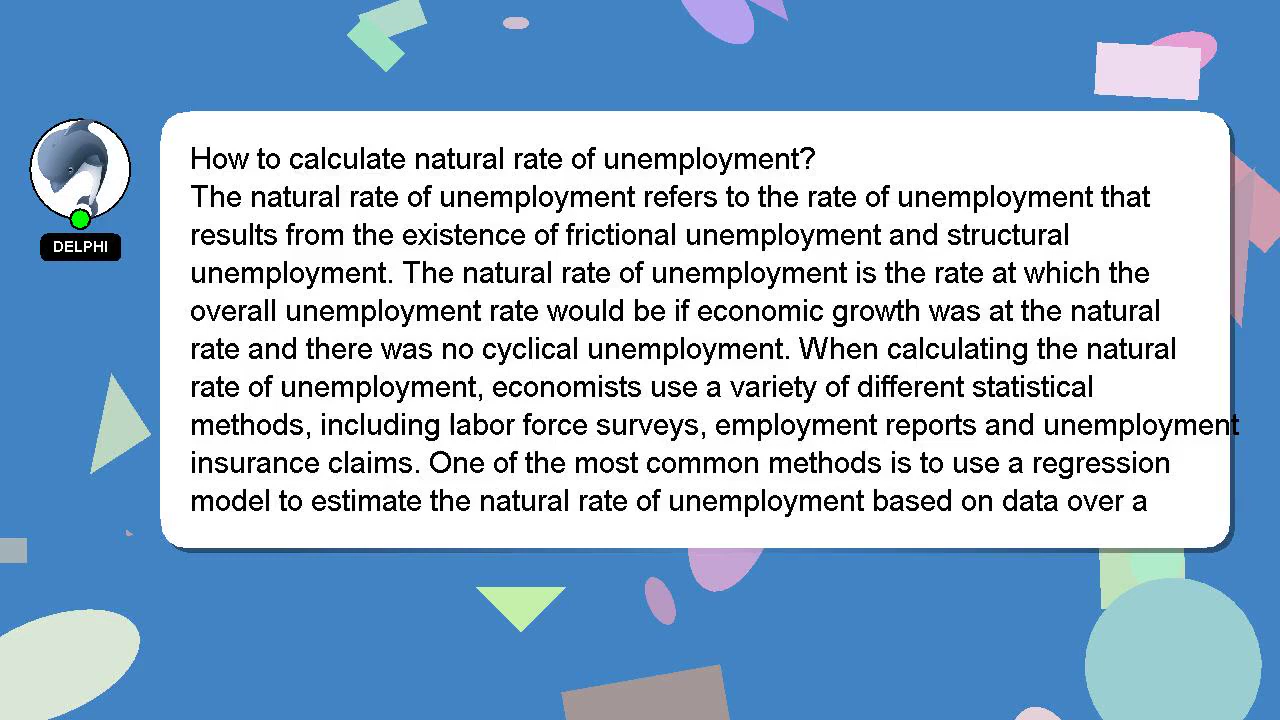 How to calculate natural rate of unemployment?
The natural rate of unemployment refers to the rate of unemployment that
results from the existence of frictional unemployment and structural
unemployment. The natural rate of unemployment is the rate at which the
overall unemployment rate would be if economic growth was at the natural
rate and there was no cyclical unemployment. When calculating the natural
rate of unemployment, economists use a variety of different statistical
methods, including labor force surveys, employment reports and unemployment
insurance claims. One of the most common methods is to use a regression
model to estimate the natural rate of unemployment based on data over a
DELPHI